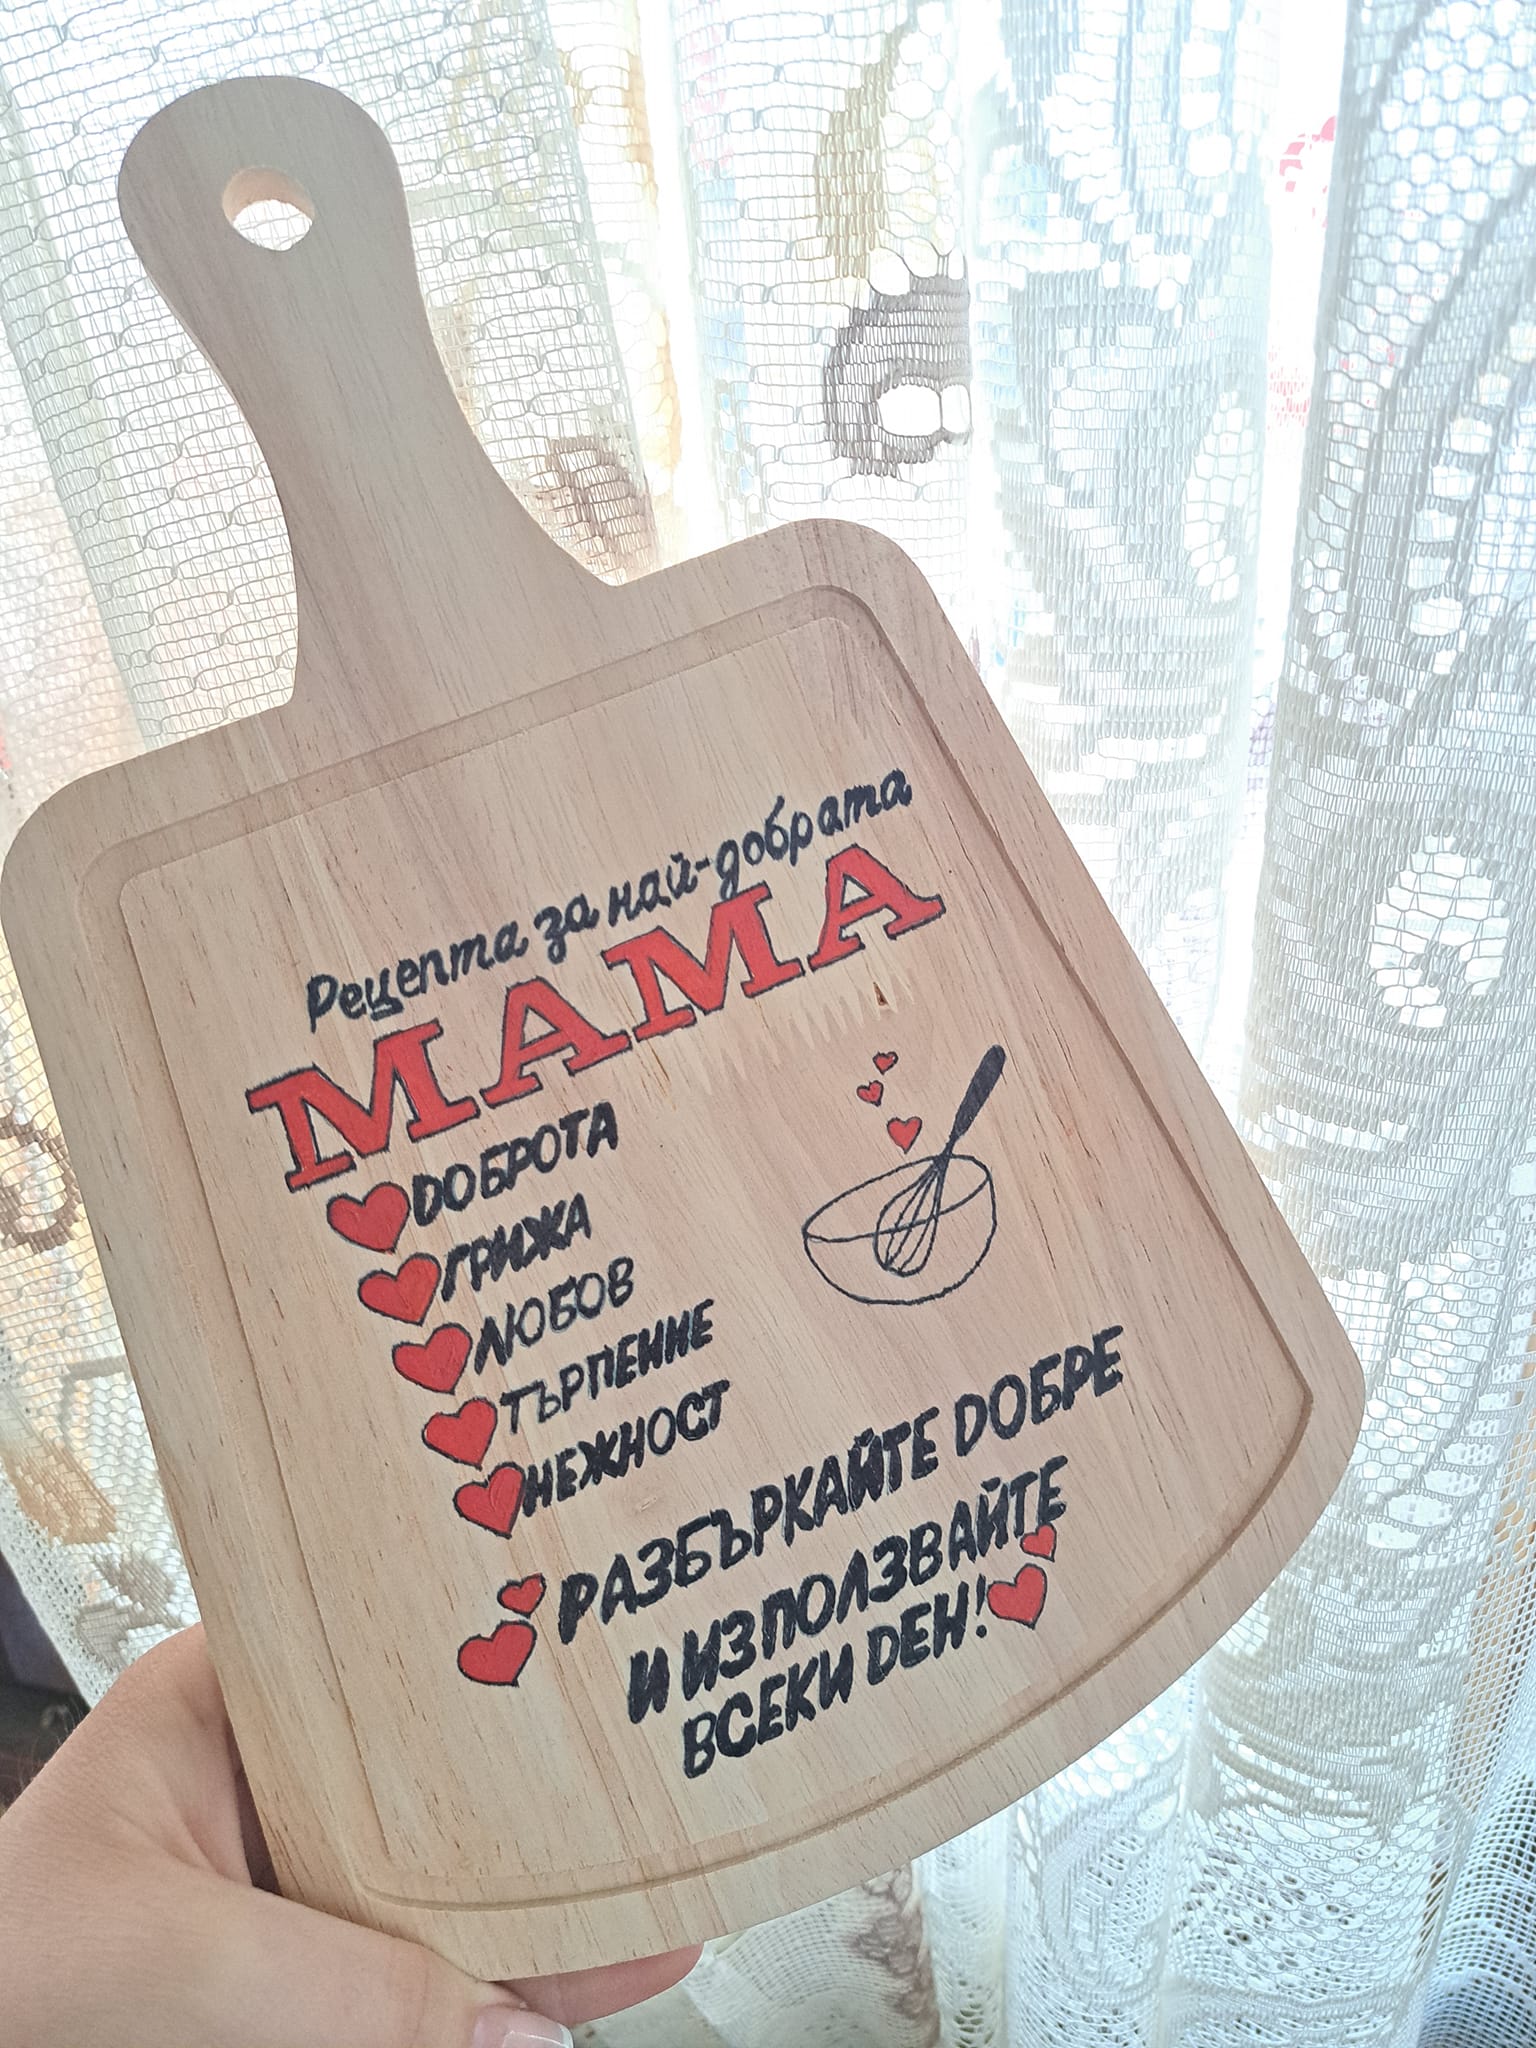 Рецепта за най-добрата
МАМА
ДОБРОТА
ГРИЖА
ЛЮБОВ
ТЪРПЕНИЕ
НЕЖНОСТ
РАЗБЪРКАЙТЕ ДОБРЕ
И ИЗПОЛЗВАЙТЕ
ВСЕКИ ДЕН!